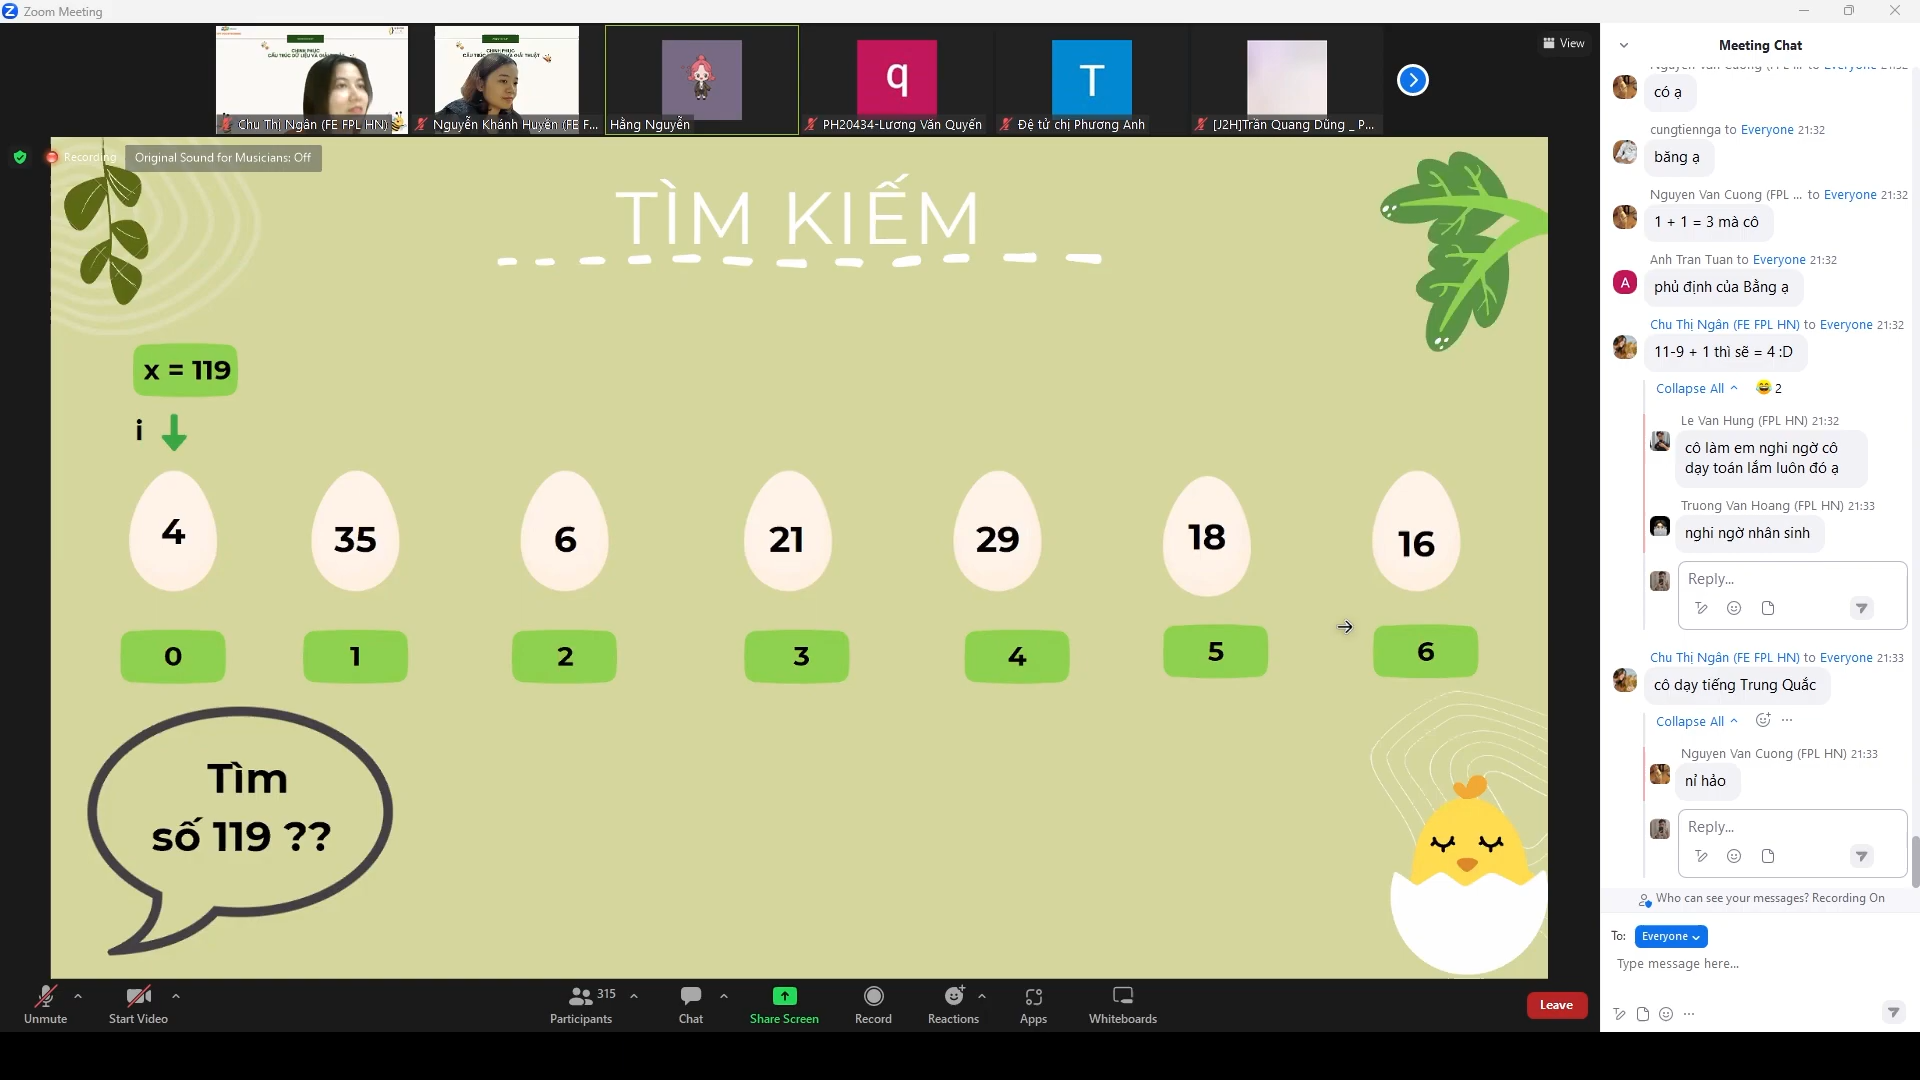 Zoom Meeting
View
CHINH PHỤC
CHINH PHỤC
Chu Thị Ngân (FE FPL HN)
Nguyễn Khánh Huyền (FE F...
Hằng Nguyễn
q
PH20434-Lương Văn Quyến
T
Đệ tử chị Phương Anh
[J2H]Trần Quang Dũng _ P...
Recording
Original Sound for Musicians: Off
TÌM KIẾM
x = 119
i
4
35
6
21
29
18
16
0
1
2
3
4
5
6
Tìm
số 119 ??
Unmute
Start Video
315
Participants
Chat
Share Screen
Record
Reactions
Apps
Whiteboards
Leave
Meeting Chat
có ạ
cungtiennga to Everyone 21:32
băng ạ
Nguyen Van Cuong (FPL ... to Everyone 21:32
1 + 1 = 3 mà cô
Anh Tran Tuan to Everyone 21:32
A
phủ định của Bằng ạ
Chu Thị Ngân (FE FPL HN) to Everyone 21:32
11-9 + 1 thì sẽ = 4 :D
Collapse All
2
Le Van Hung (FPL HN) 21:32
cô làm em nghi ngờ cô
dạy toán lắm luôn đó ạ
Truong Van Hoang (FPL HN) 21:33
nghi ngờ nhân sinh
Reply...
Chu Thị Ngân (FE FPL HN) to Everyone 21:33
cô dạy tiếng Trung Quắc
Collapse All
Nguyen Van Cuong (FPL HN) 21:33
nỉ hảo
Reply...
Who can see your messages? Recording On
To: Everyone
Type message here...